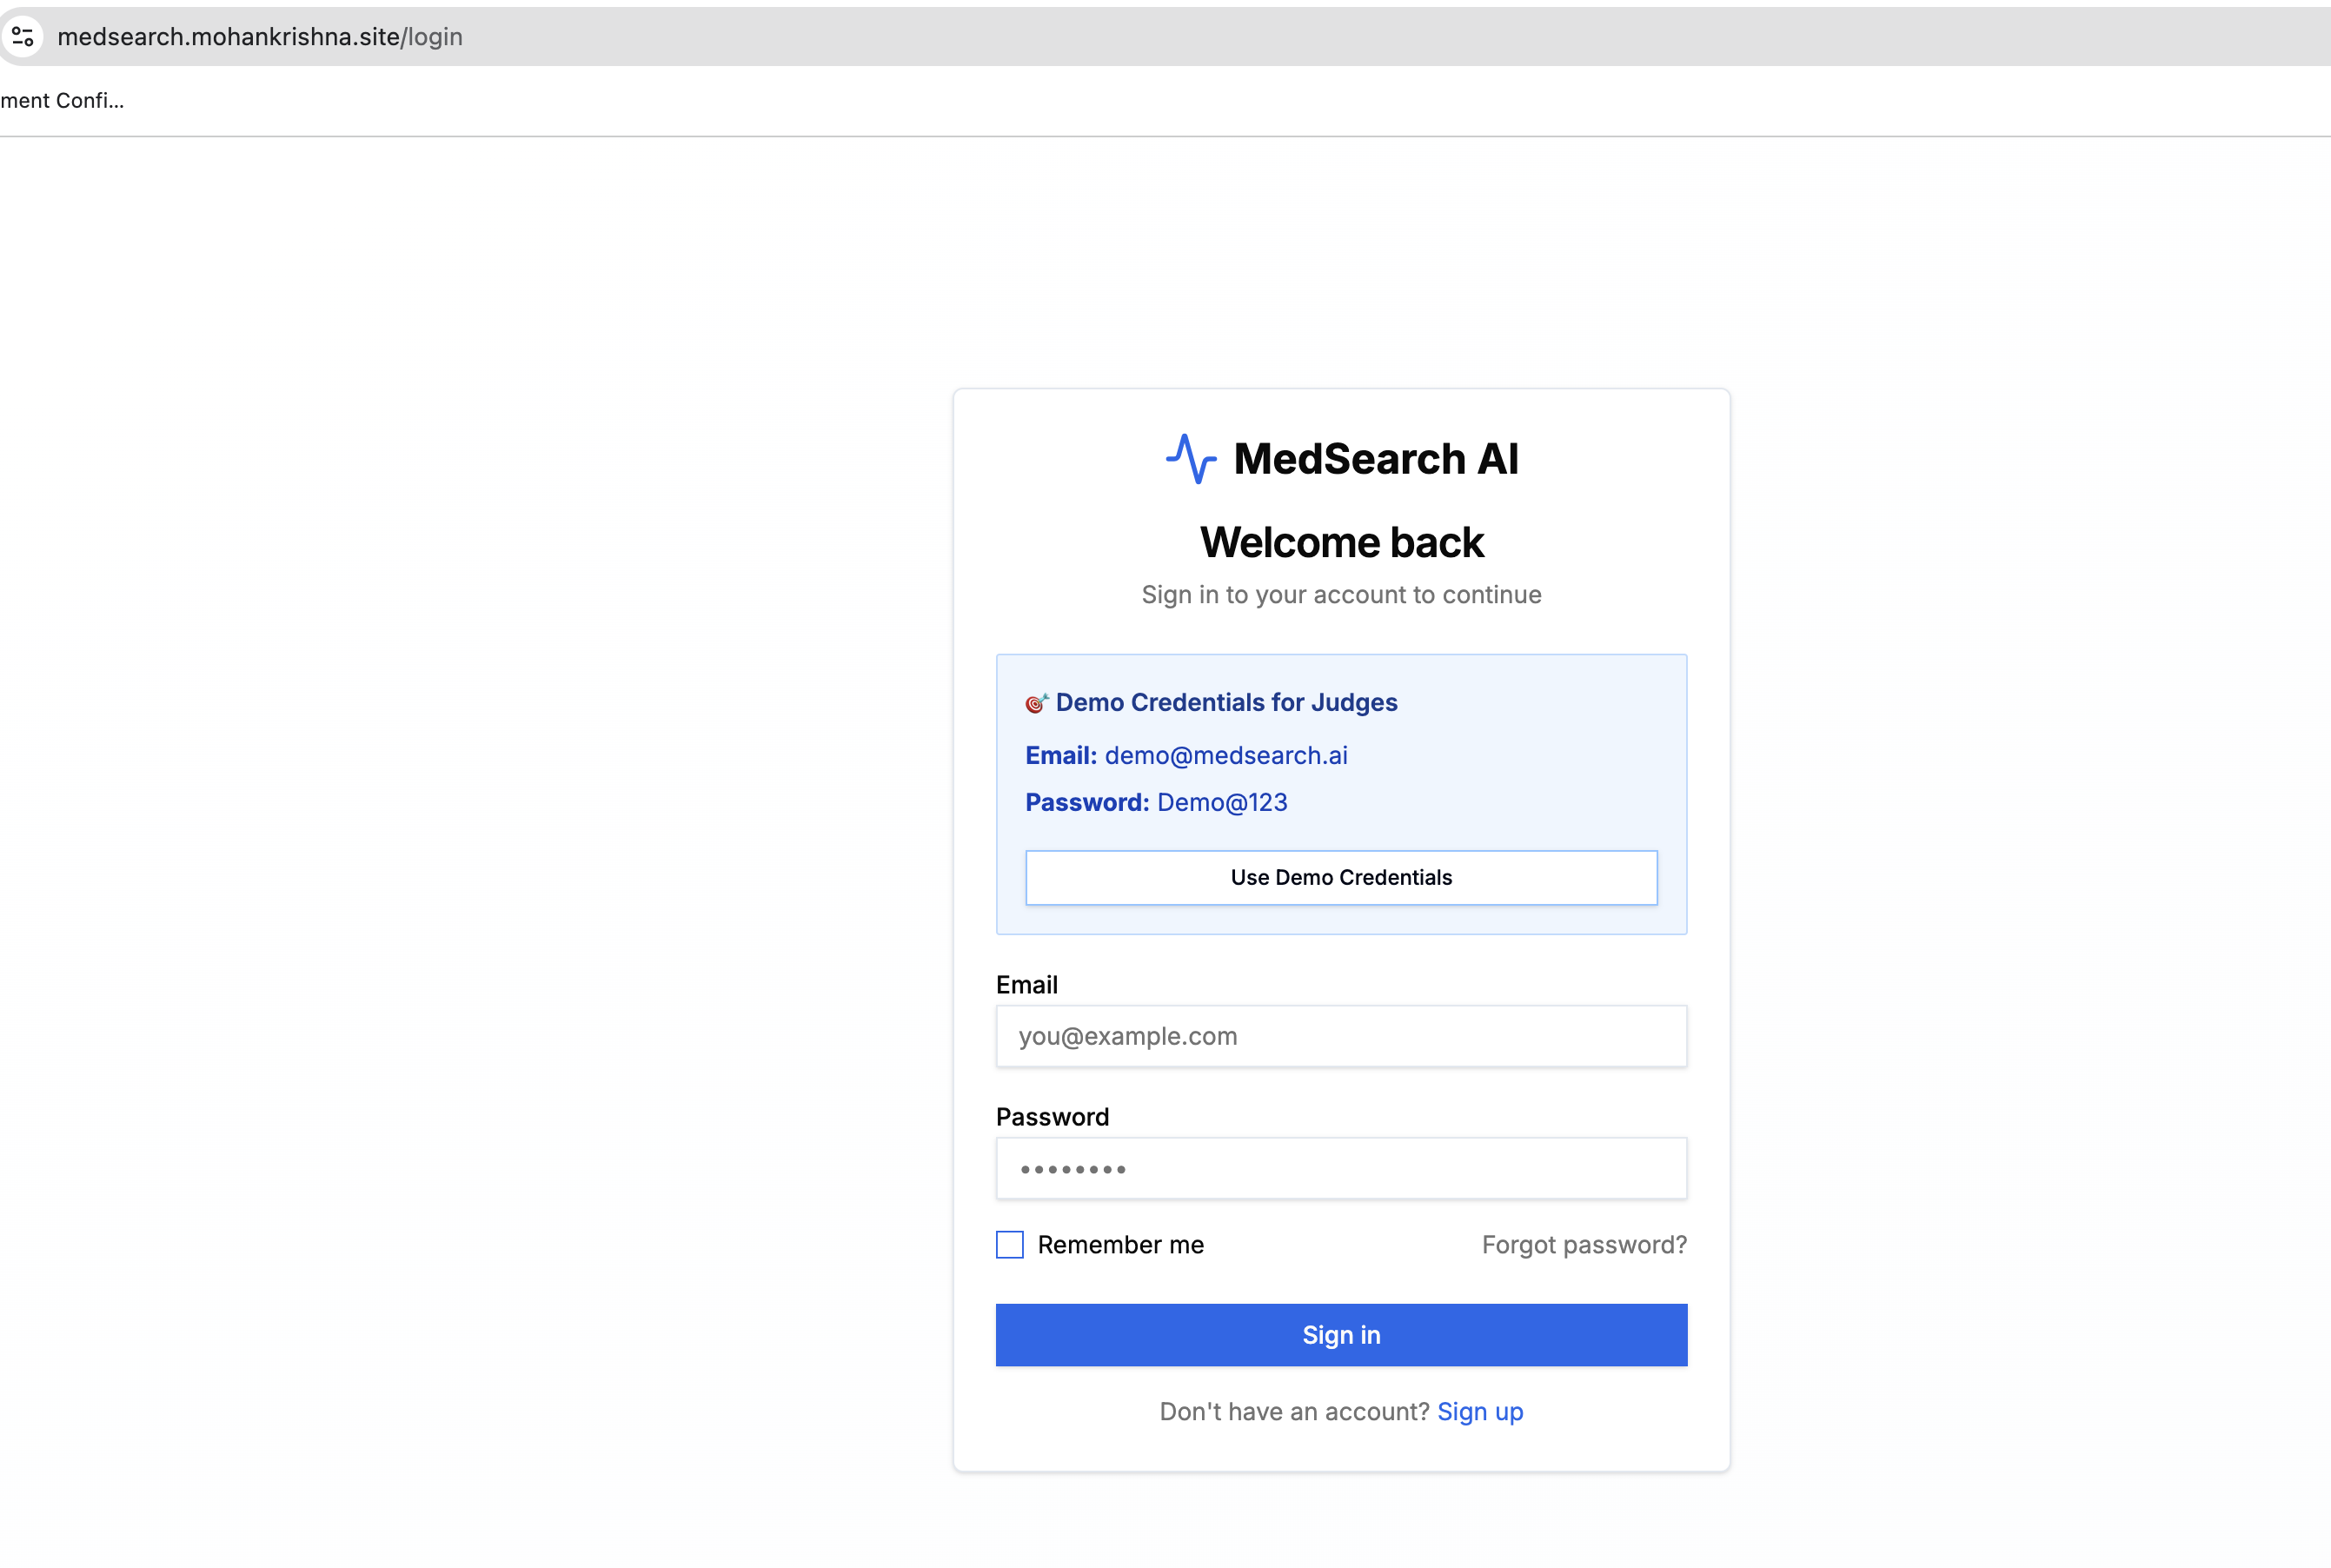 medsearch.mohankrishna.site/login
ment Confi...
MedSearch AI
Welcome back
Sign in to your account to continue
🎯 Demo Credentials for Judges
Email: demo@medsearch.ai
Password: Demo@123
Use Demo Credentials
Email
you@example.com
Password
••••••••
Remember me Forgot password?
Sign in
Don't have an account? Sign up